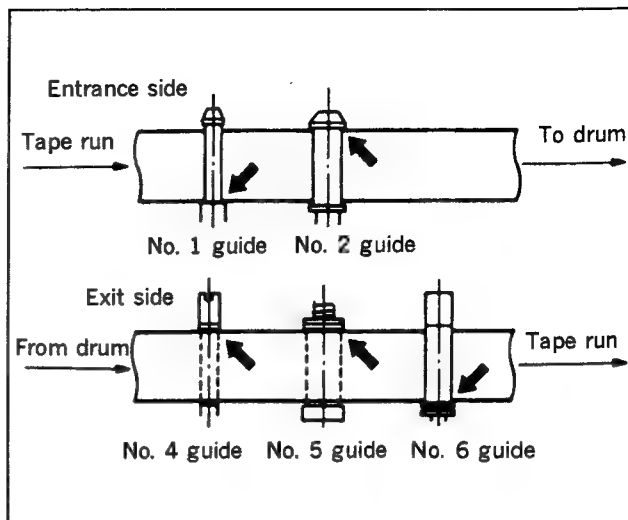 Entrance side
Tape run
To drum
No. 1 guide No. 2 guide
Exit side
From drum
Tape run
No. 4 guide No. 5 guide No. 6 guide